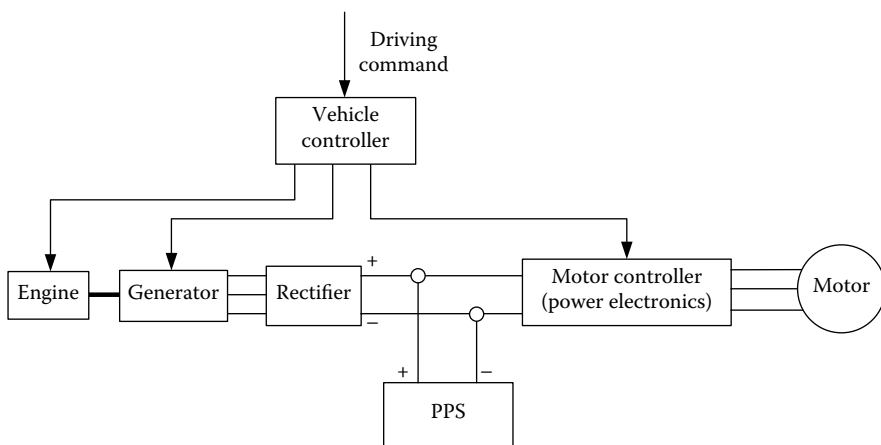 Driving
command
Vehicle
controller
Engine
Generator
Rectifier
+
−
Motor controller
(power electronics)
Motor
+
−
PPS